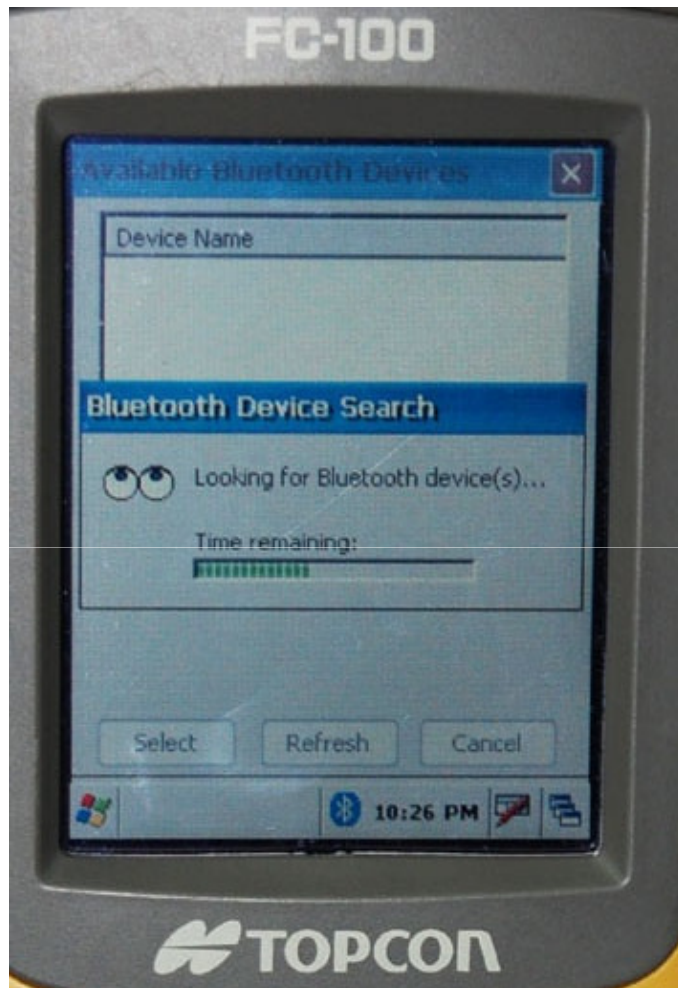 FC-100
Available Bluetooth Devices
Device Name
Bluetooth Device Search
Looking for Bluetooth device(s)...
Time remaining:
Select Refresh Cancel
10:26 PM
TOPCON